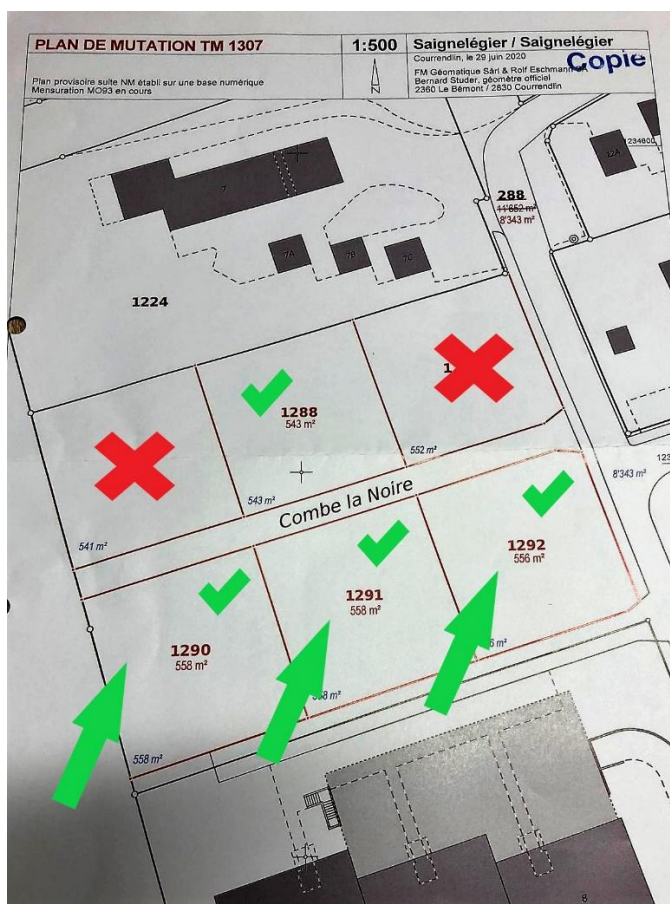 PLAN DE MUTATION TM 1307
1:500
Saignelégier / Saignelégier
Courrendlin, le 29 juin 2020
Copie
Plan provisoire suite NM établi sur une base numérique
Mensuration MO93 en cours
N
FM Géomatique Sàrl & Rolf Eschmann
Bernard Studer, géomètre officiel
2360 Le Bémont / 2830 Courrendlin
12A
234600
7
288
11'652 m²
8'343 m²
7A
7B
7C
1224
1288
543 m²
552 m²
543 m²
541 m²
Combe la Noire
8'343 m²
1292
556 m²
1291
558 m²
1290
558 m²
558 m²
8